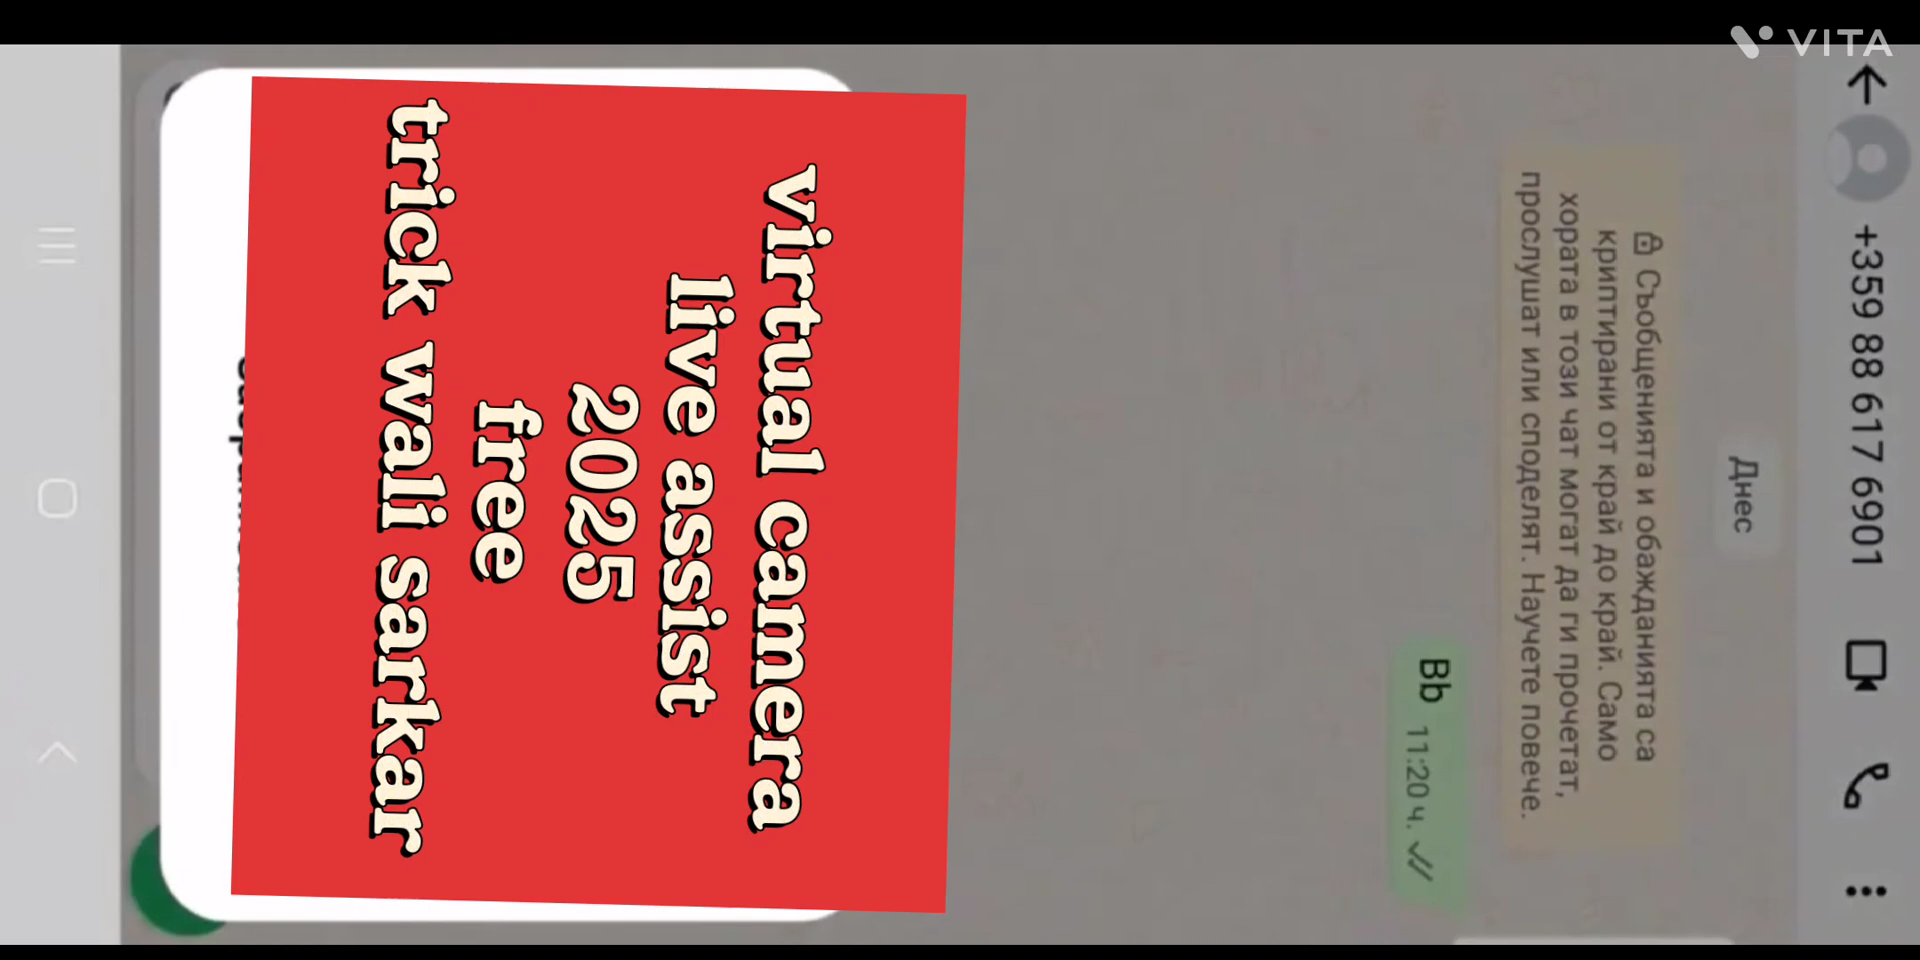 VITA
+359 88 617 6901
Днес
Съобщенията и обажданията са
криптирани от край до край. Само
хората в този чат могат да ги прочетат,
прослушат или споделят. Научете повече.
Bb 11:20 ч.
virtual camera
live assist
2025
free
trick wali sarkar